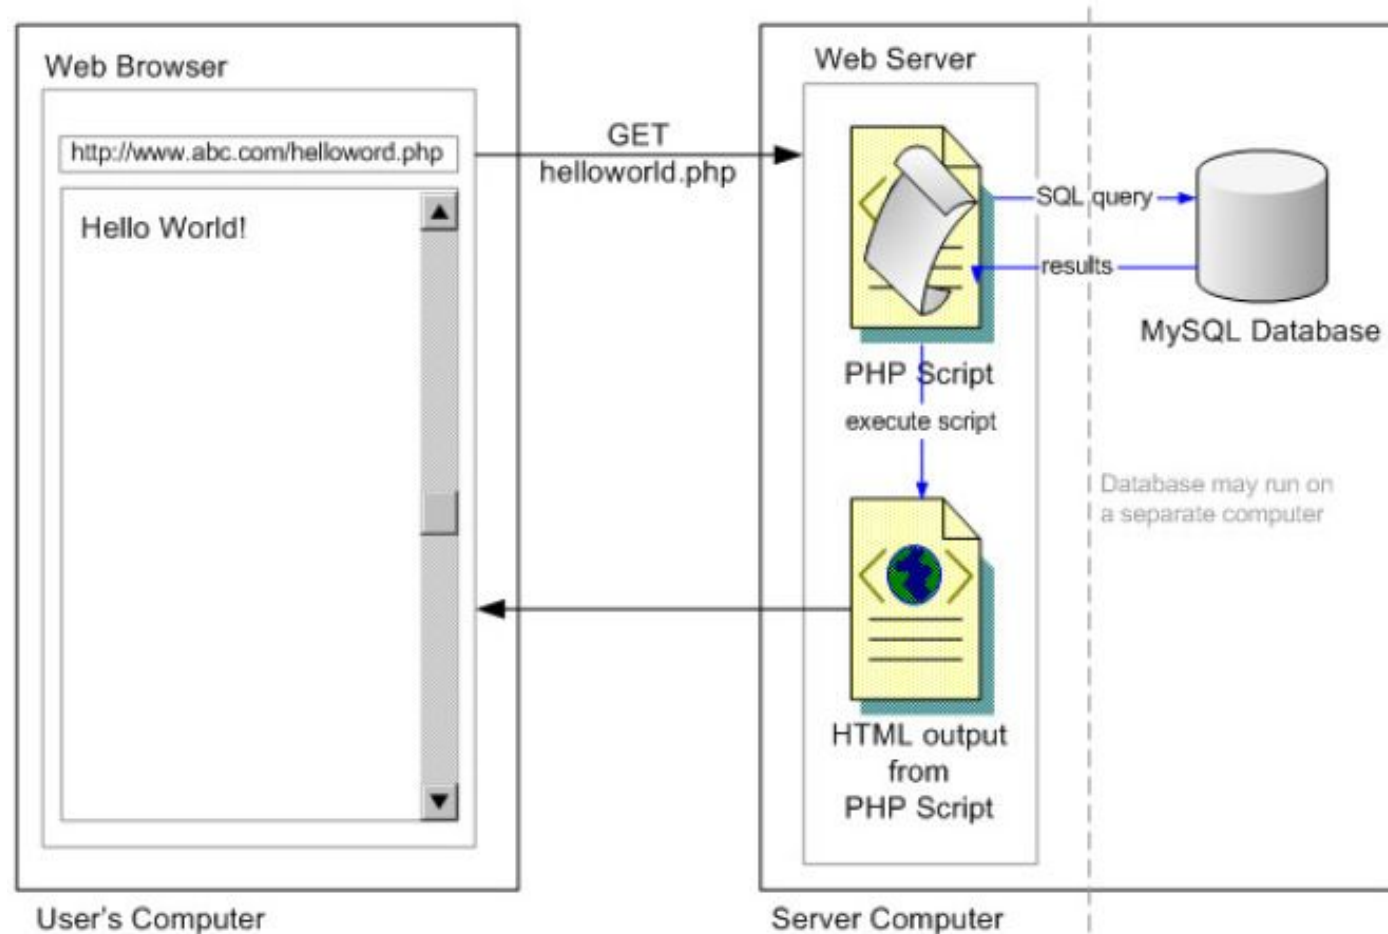 Web Browser
http://www.abc.com/helloword.php
Hello World!
User's Computer
GET
helloworld.php
Web Server
SQL query
results
PHP Script
execute script
HTML output
from
PHP Script
MySQL Database
Database may run on
a separate computer
Server Computer